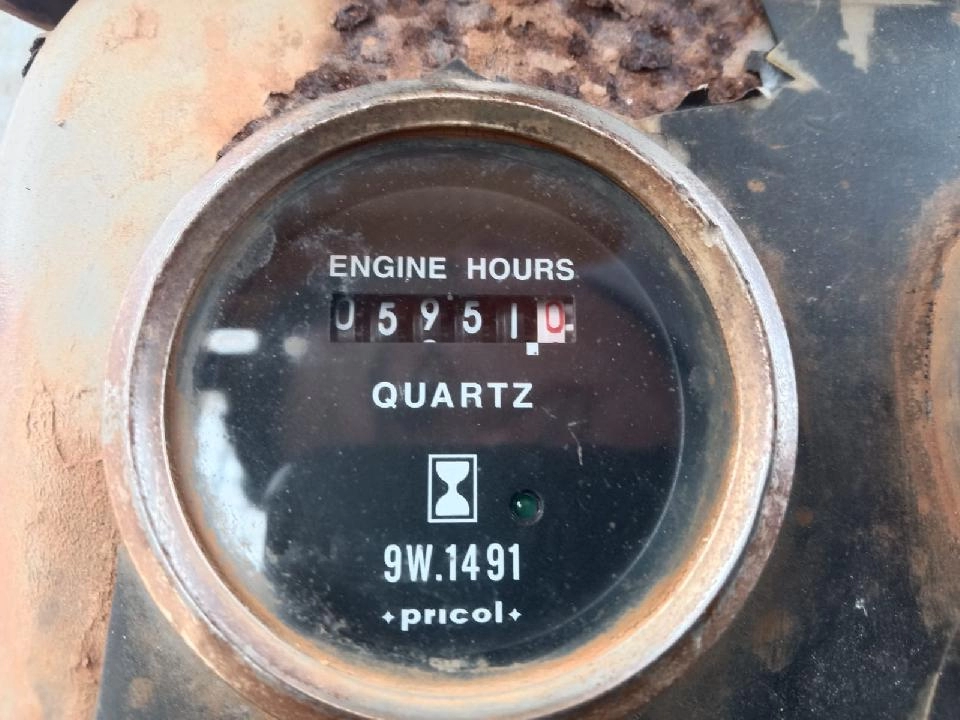 ENGINE HOURS
059510
QUARTZ
9W.1491
pricol